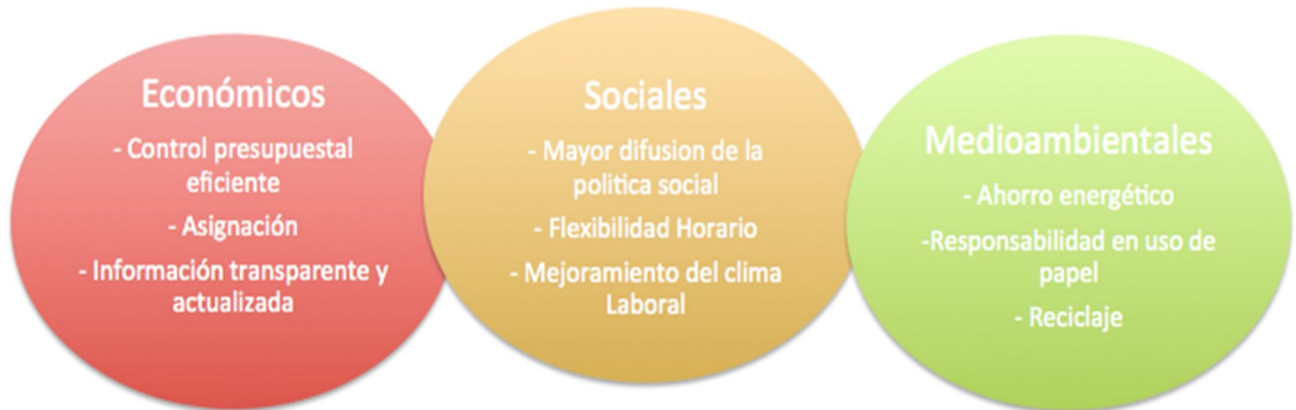 Económicos
- Control presupuestal
eficiente
- Asignación
- Información transparente y
actualizada
Sociales
- Mayor difusion de la
politica social
- Flexibilidad Horario
- Mejoramiento del clima
Laboral
Medioambientales
- Ahorro energético
-Responsabilidad en uso de
papel
- Reciclaje